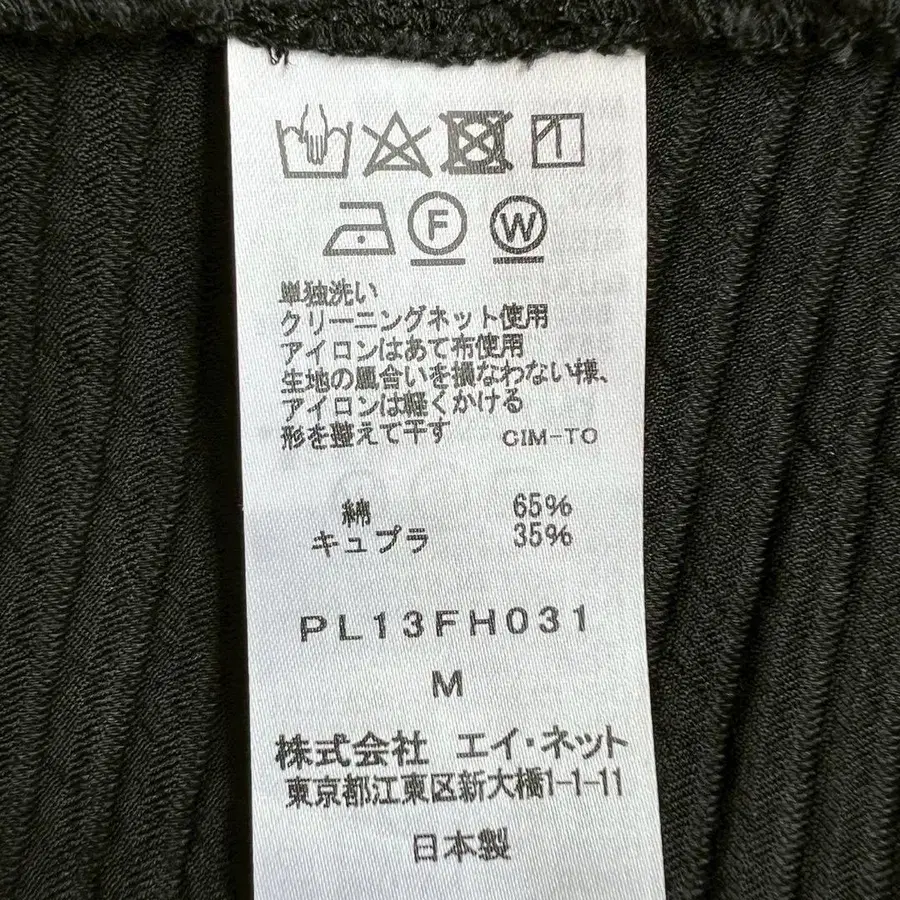 F W
単独洗い
クリーニングネット使用
アイロンはあて布使用
生地の風合いを損なわない様、
アイロンは軽くかける
形を整えて干す CIM-TO
綿 65%
キュプラ 35%
PL13FH031
M
株式会社 エイ・ネット
東京都江東区新大橋1-1-11
日本製